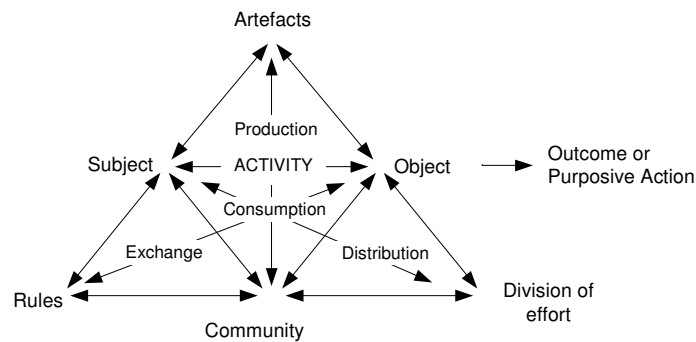 Artefacts
Production
Subject
ACTIVITY
Object
Outcome or
Purposive Action
Consumption
Exchange
Distribution
Rules
Community
Division of
effort